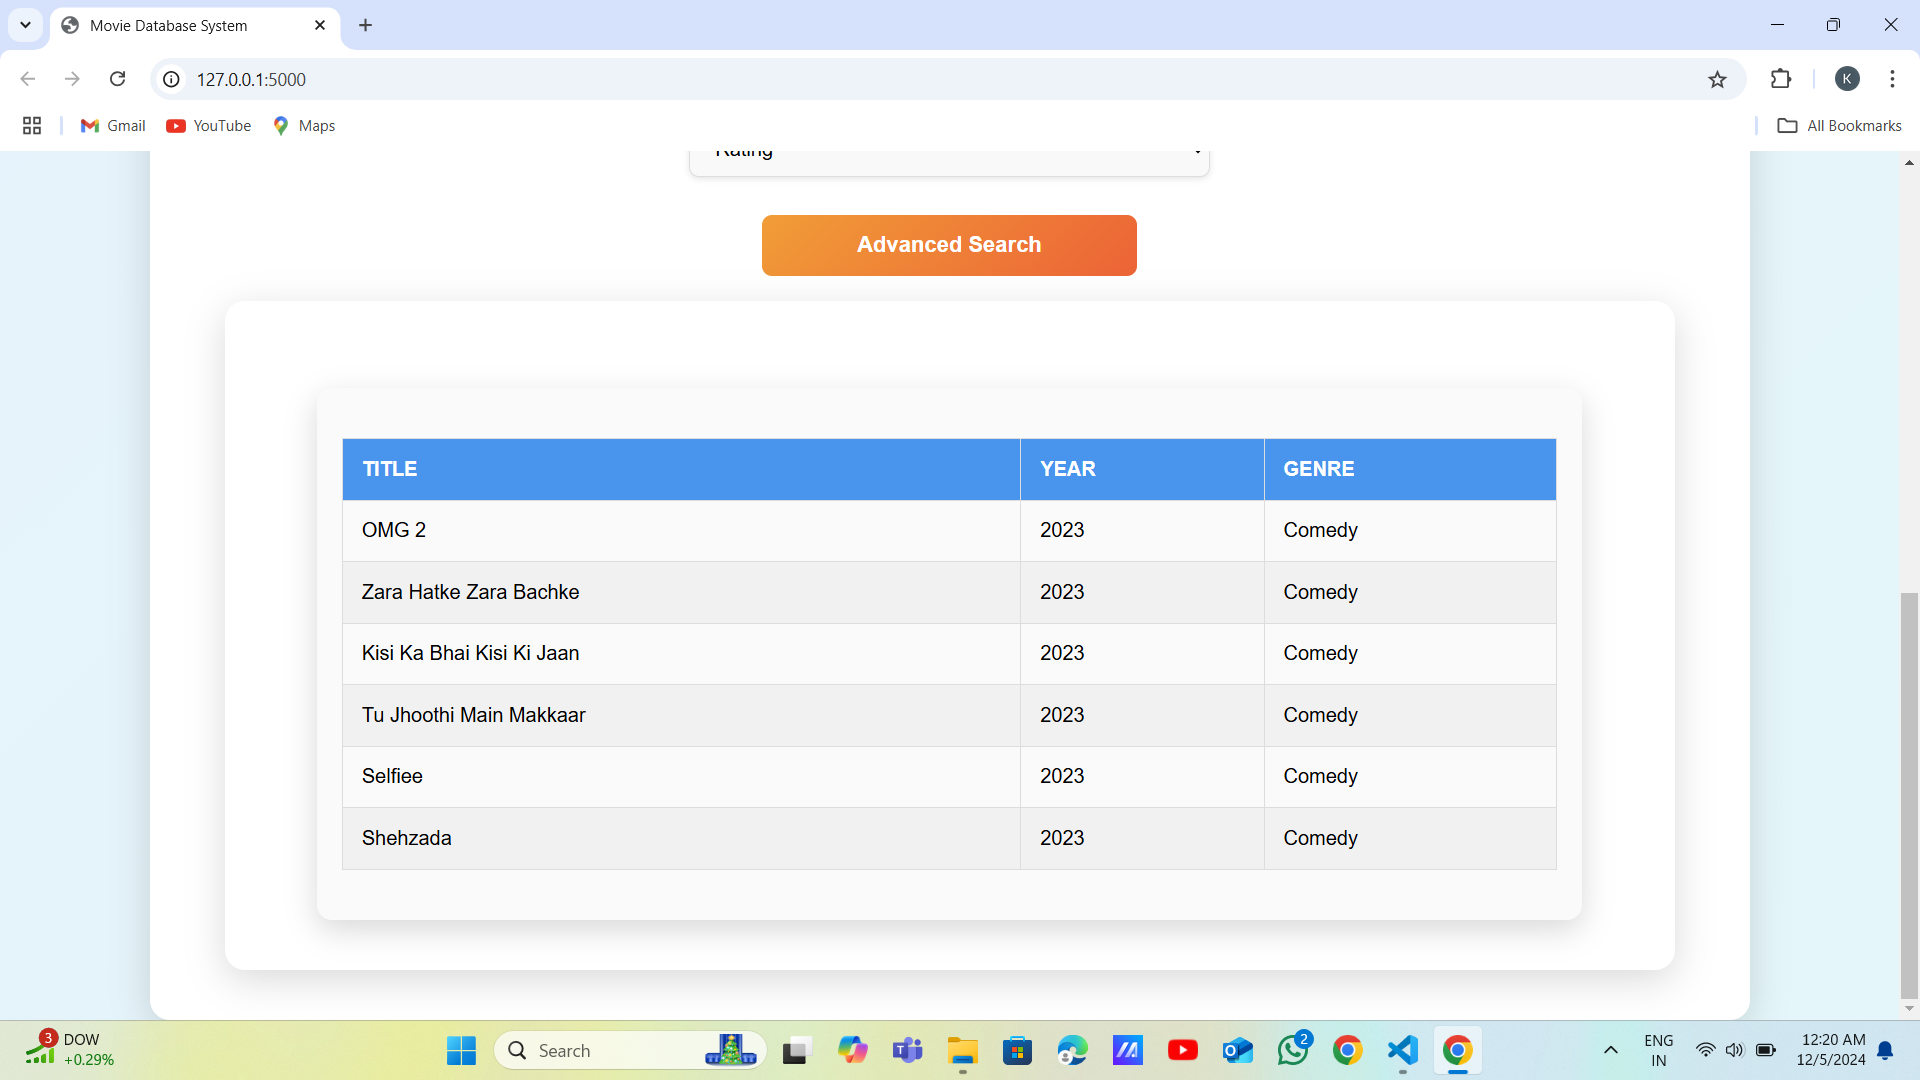 Movie Database System
127.0.0.1:5000
K
Gmail YouTube Maps All Bookmarks
Rating
Advanced Search
TITLE YEAR GENRE
OMG 2 2023 Comedy
Zara Hatke Zara Bachke 2023 Comedy
Kisi Ka Bhai Kisi Ki Jaan 2023 Comedy
Tu Jhoothi Main Makkaar 2023 Comedy
Selfiee 2023 Comedy
Shehzada 2023 Comedy
3 DOW
+0.29%
Search
2
ENG
IN
12:20 AM
12/5/2024